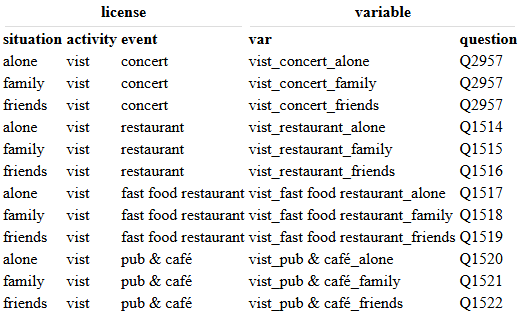 license variable
situation activity event var question
alone vist concert vist_concert_alone Q2957
family vist concert vist_concert_family Q2957
friends vist concert vist_concert_friends Q2957
alone vist restaurant vist_restaurant_alone Q1514
family vist restaurant vist_restaurant_family Q1515
friends vist restaurant vist_restaurant_friends Q1516
alone vist fast food restaurant vist_fast food restaurant_alone Q1517
family vist fast food restaurant vist_fast food restaurant_family Q1518
friends vist fast food restaurant vist_fast food restaurant_friends Q1519
alone vist pub & café vist_pub & café_alone Q1520
family vist pub & café vist_pub & café_family Q1521
friends vist pub & café vist_pub & café_friends Q1522